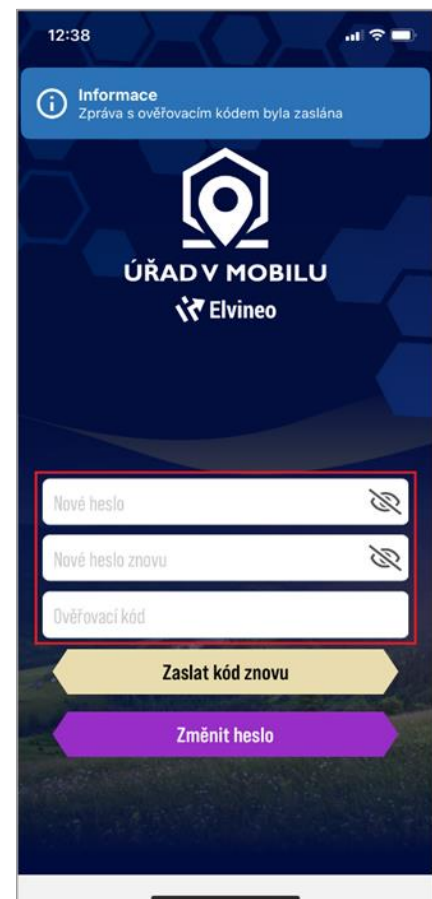 12:38
Informace
Zpráva s ověřovacím kódem byla zaslána
ÚŘAD V MOBILU
Elvineo
Nové heslo
Nové heslo znovu
Ověřovací kód
Zaslat kód znovu
Změnit heslo